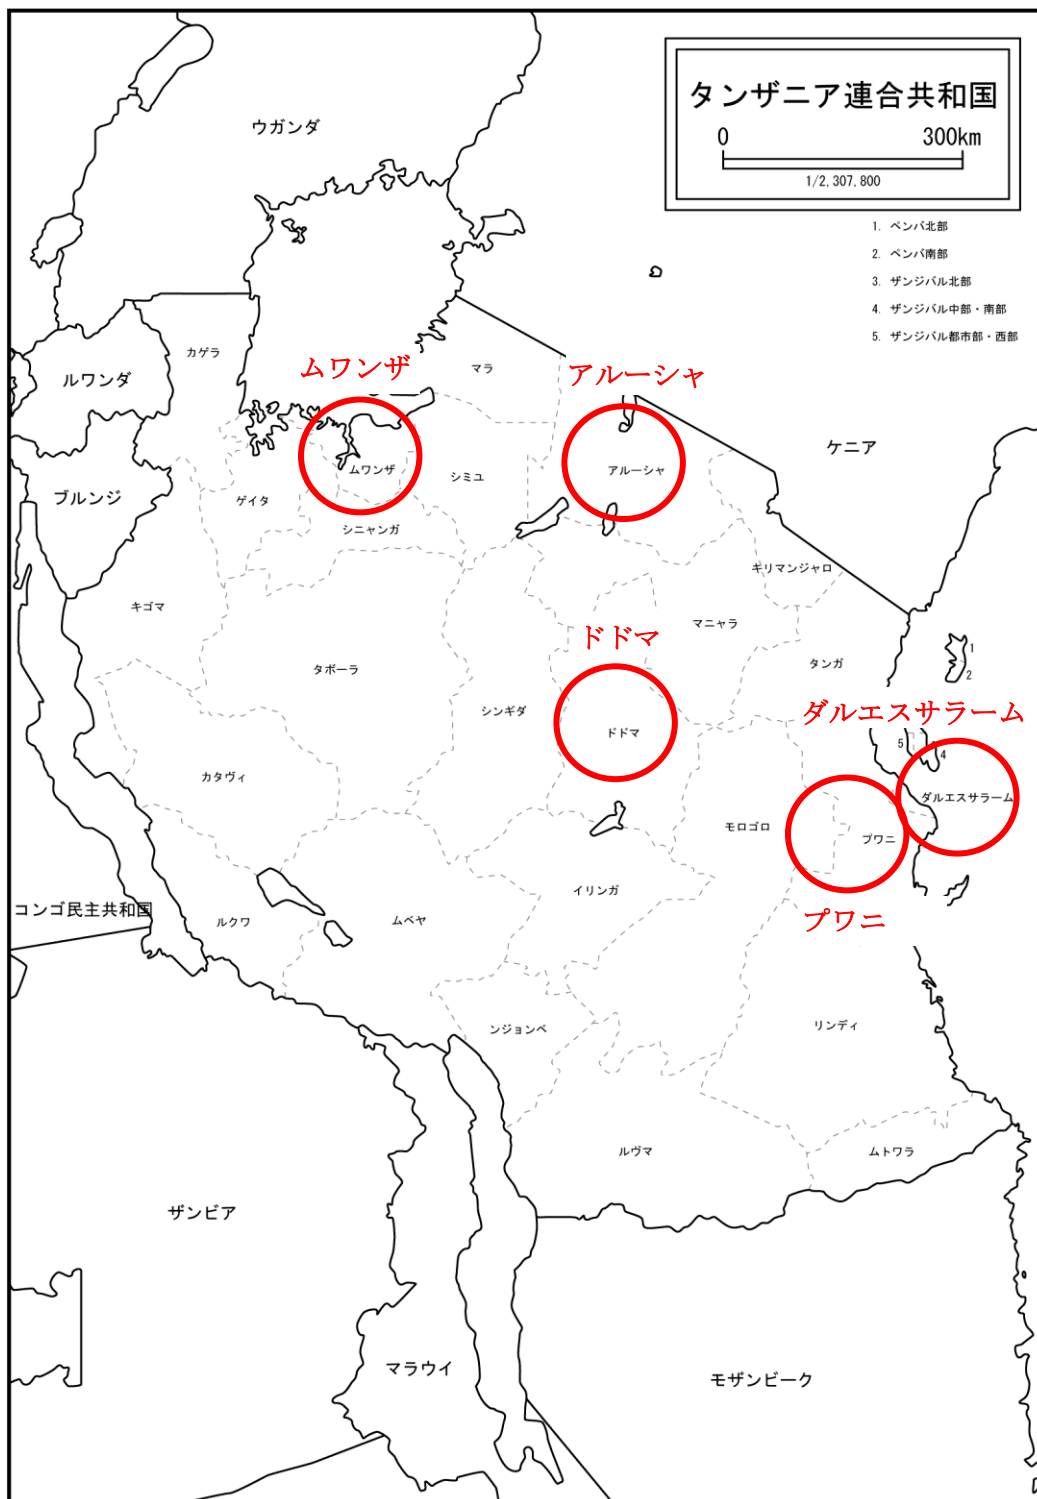 タンザニア連合共和国
0 300km
1/2,307,800
1. ペンバ北部
2. ペンバ南部
3. ザンジバル北部
4. ザンジバル中部・南部
5. ザンジバル都市部・西部
ウガンダ
カゲラ
ルワンダ
ムワンザ
マラ
アルーシャ
ケニア
ブルンジ
ゲイタ
ムワンザ
シミユ
アルーシャ
シニャンガ
キリマンジャロ
キゴマ
マニャラ
ドドマ
タボーラ
タンガ
1
2
シンギダ
ドドマ
ダルエスサラーム
5
4
カタヴィ
ダルエスサラーム
モロゴロ
プワニ
コンゴ民主共和国
ルクワ
ムベヤ
イリンガ
プワニ
ンジョンベ
リンディ
ルヴマ
ムトワラ
ザンビア
マラウイ
モザンビーク